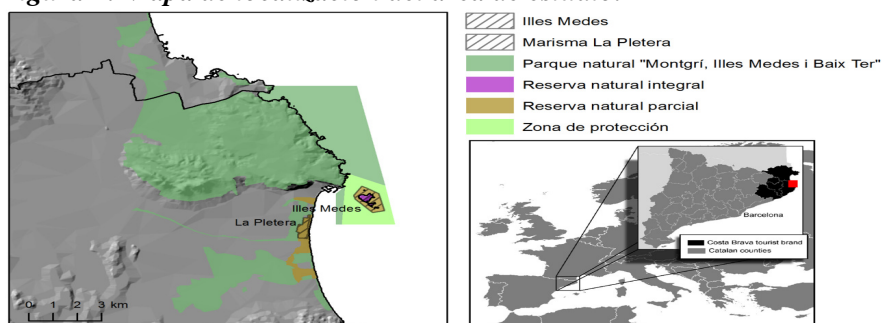 Illes Medes
Marisma La Pletera
Parque natural "Montgrí, Illes Medes i Baix Ter"
Reserva natural integral
Reserva natural parcial
Zona de protección
Illes Medes
La Pletera
0 1 2 3 km
Barcelona
Costa Brava tourist brand
Catalan counties